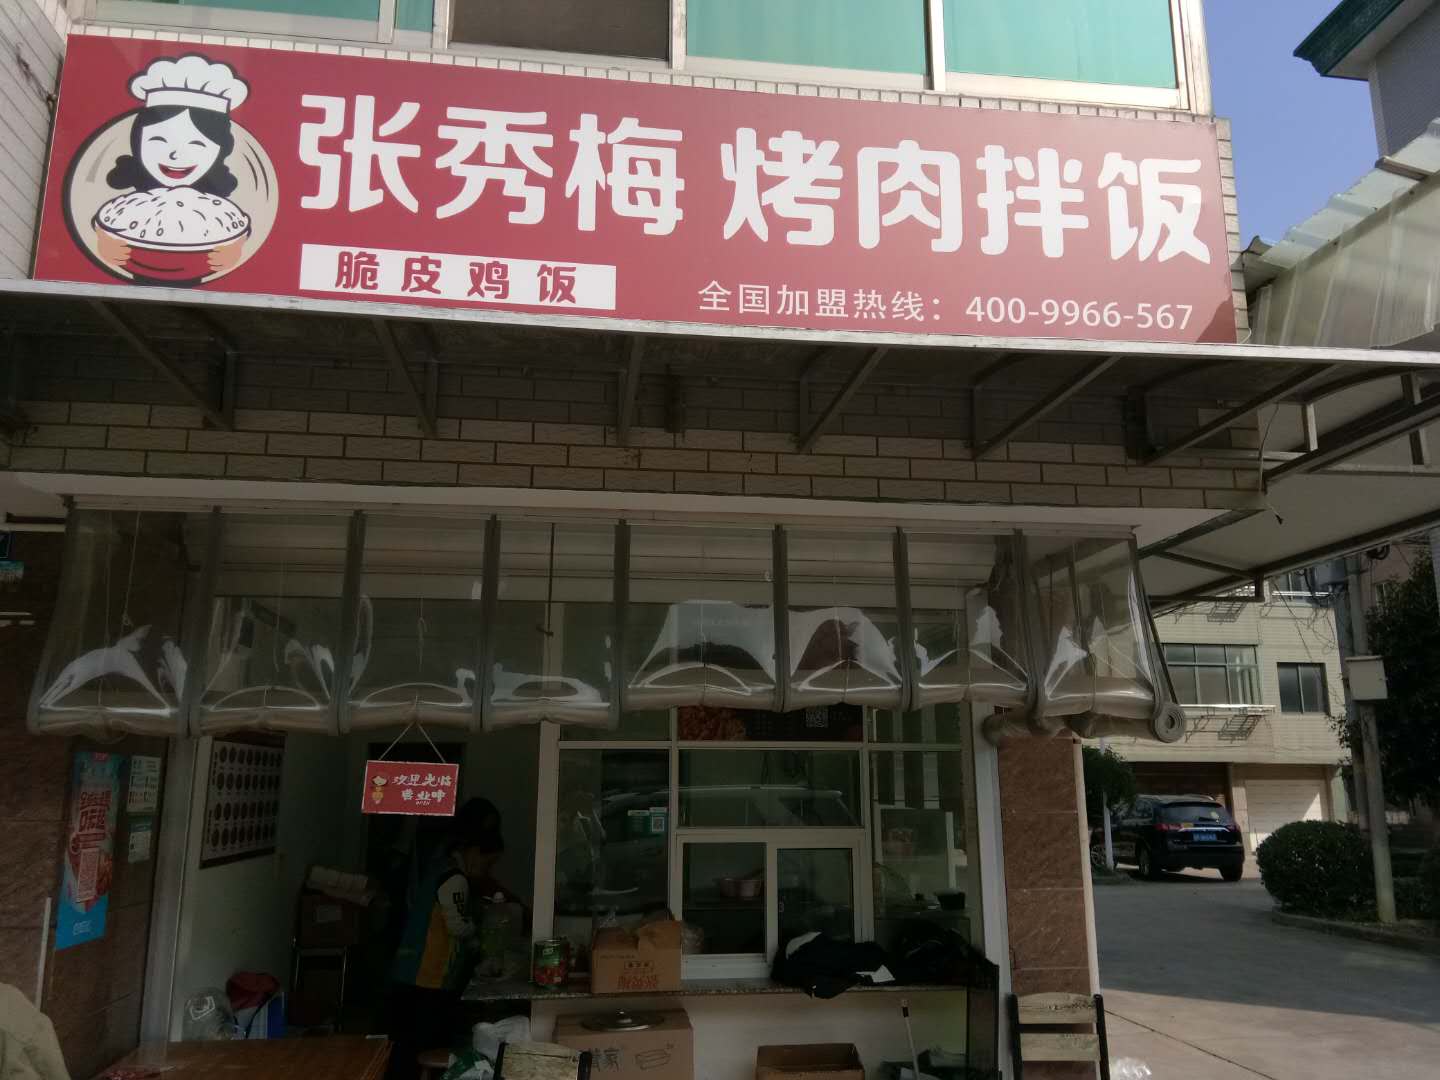 张秀梅 烤肉拌饭
脆皮鸡饭
全国加盟热线：400-9966-567
欢迎光临
营业中
OPEN